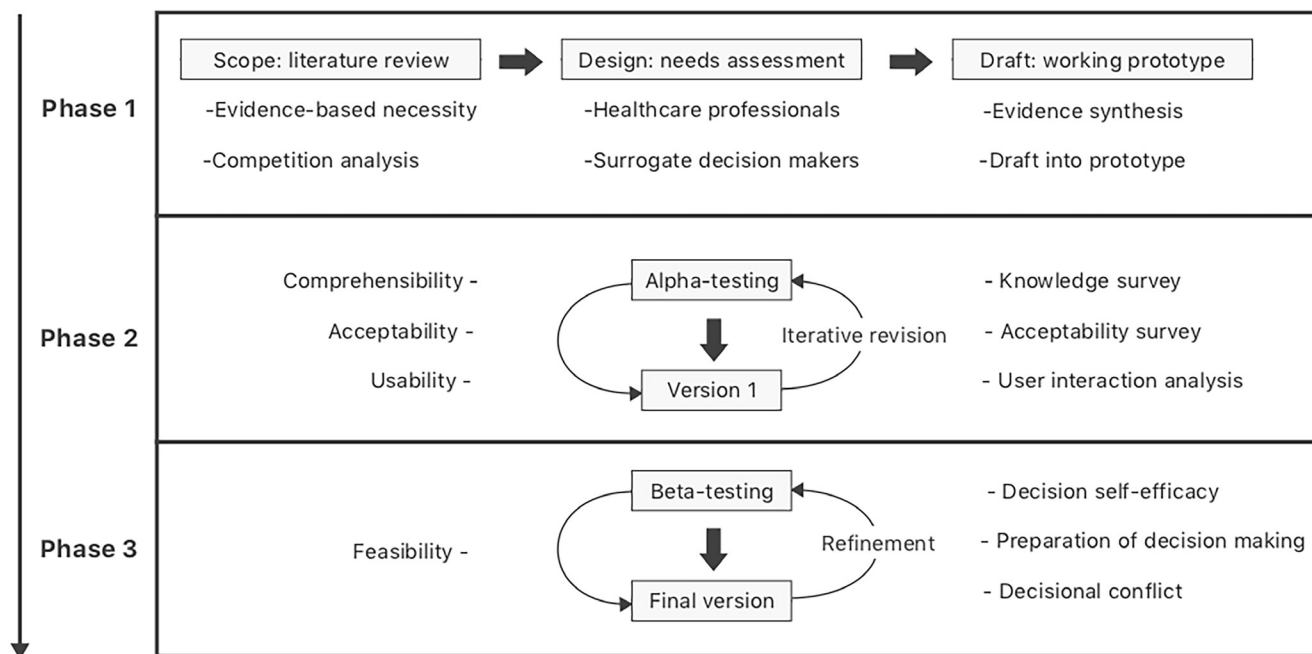 Scope: literature review
Design: needs assessment
Draft: working prototype
Phase 1
-Evidence-based necessity
-Healthcare professionals
-Evidence synthesis
-Competition analysis
-Surrogate decision makers
-Draft into prototype
Comprehensibility -
Alpha-testing
- Knowledge survey
Phase 2
Acceptability -
Iterative revision
- Acceptability survey
Usability -
Version 1
- User interaction analysis
Beta-testing
- Decision self-efficacy
Phase 3
Feasibility -
Refinement
- Preparation of decision making
Final version
- Decisional conflict